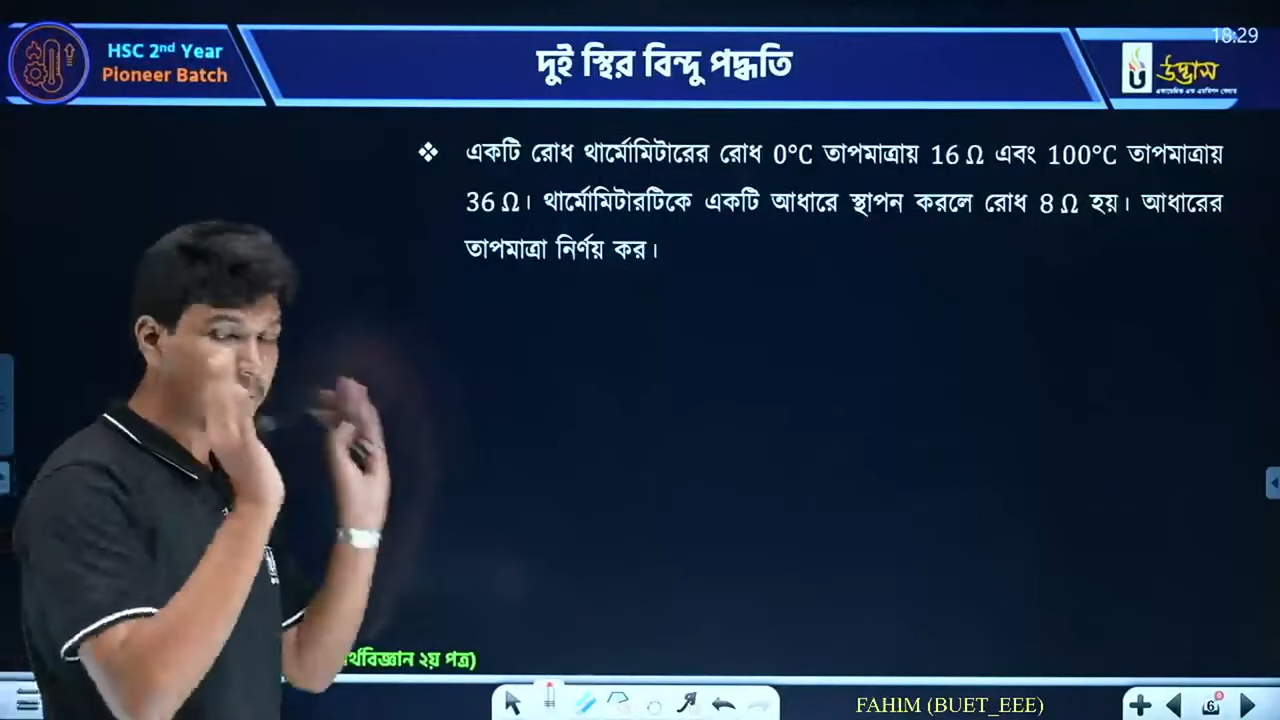 18:29
HSC 2nd Year
Pioneer Batch
দুই স্থির বিন্দু পদ্ধতি
উদ্ভাস
❖ একটি রোধ থার্মোমিটারের রোধ 0°C তাপমাত্রায় 16 Ω এবং 100°C তাপমাত্রায়
36 Ω। থার্মোমিটারটিকে একটি আধারে স্থাপন করলে রোধ 8 Ω হয়। আধারের
তাপমাত্রা নির্ণয় কর।
২য় পত্র)
FAHIM (BUET_EEE)
6